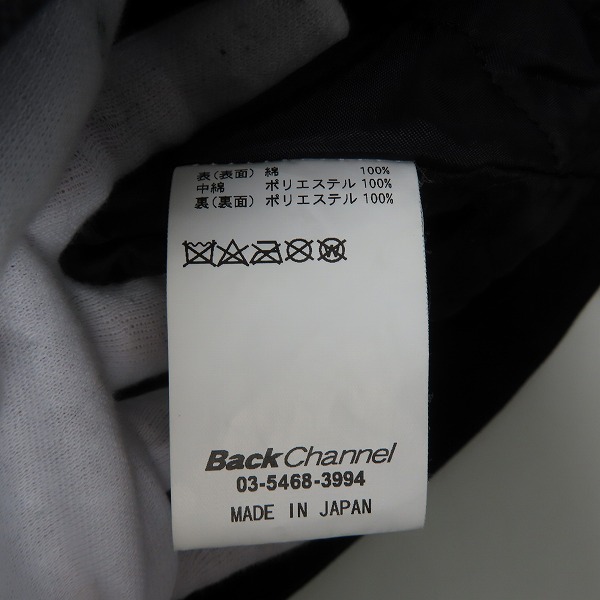 表(表面) 綿 100%
中綿 ポリエステル 100%
裏(裏面) ポリエステル 100%
W
Back Channel
03-5468-3994
MADE IN JAPAN